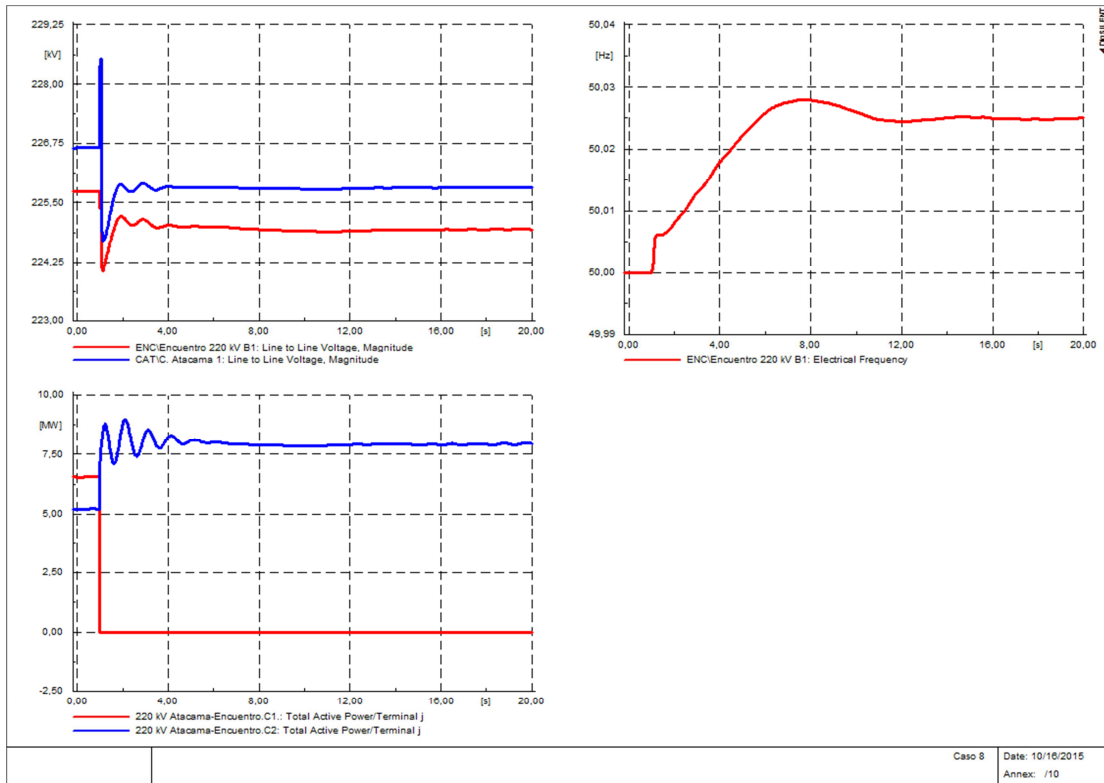 229,25
[kV]
228,00
226,75
225,50
224,25
223,00
0,00 4,00 8,00 12,00 16,00 [s] 20,00
ENC\Encuentro 220 kV B1: Line to Line Voltage, Magnitude
CAT\C. Atacama 1: Line to Line Voltage, Magnitude
50,04
[Hz]
50,03
50,02
50,01
50,00
49,99
0,00 4,00 8,00 12,00 16,00 [s] 20,00
ENC\Encuentro 220 kV B1: Electrical Frequency
DIgSILENT
10,00
[MW]
7,50
5,00
2,50
0,00
-2,50
0,00 4,00 8,00 12,00 16,00 [s] 20,00
220 kV Atacama-Encuentro.C1.: Total Active Power/Terminal j
220 kV Atacama-Encuentro.C2: Total Active Power/Terminal j
Caso 8
Date: 10/16/2015
Annex: /10